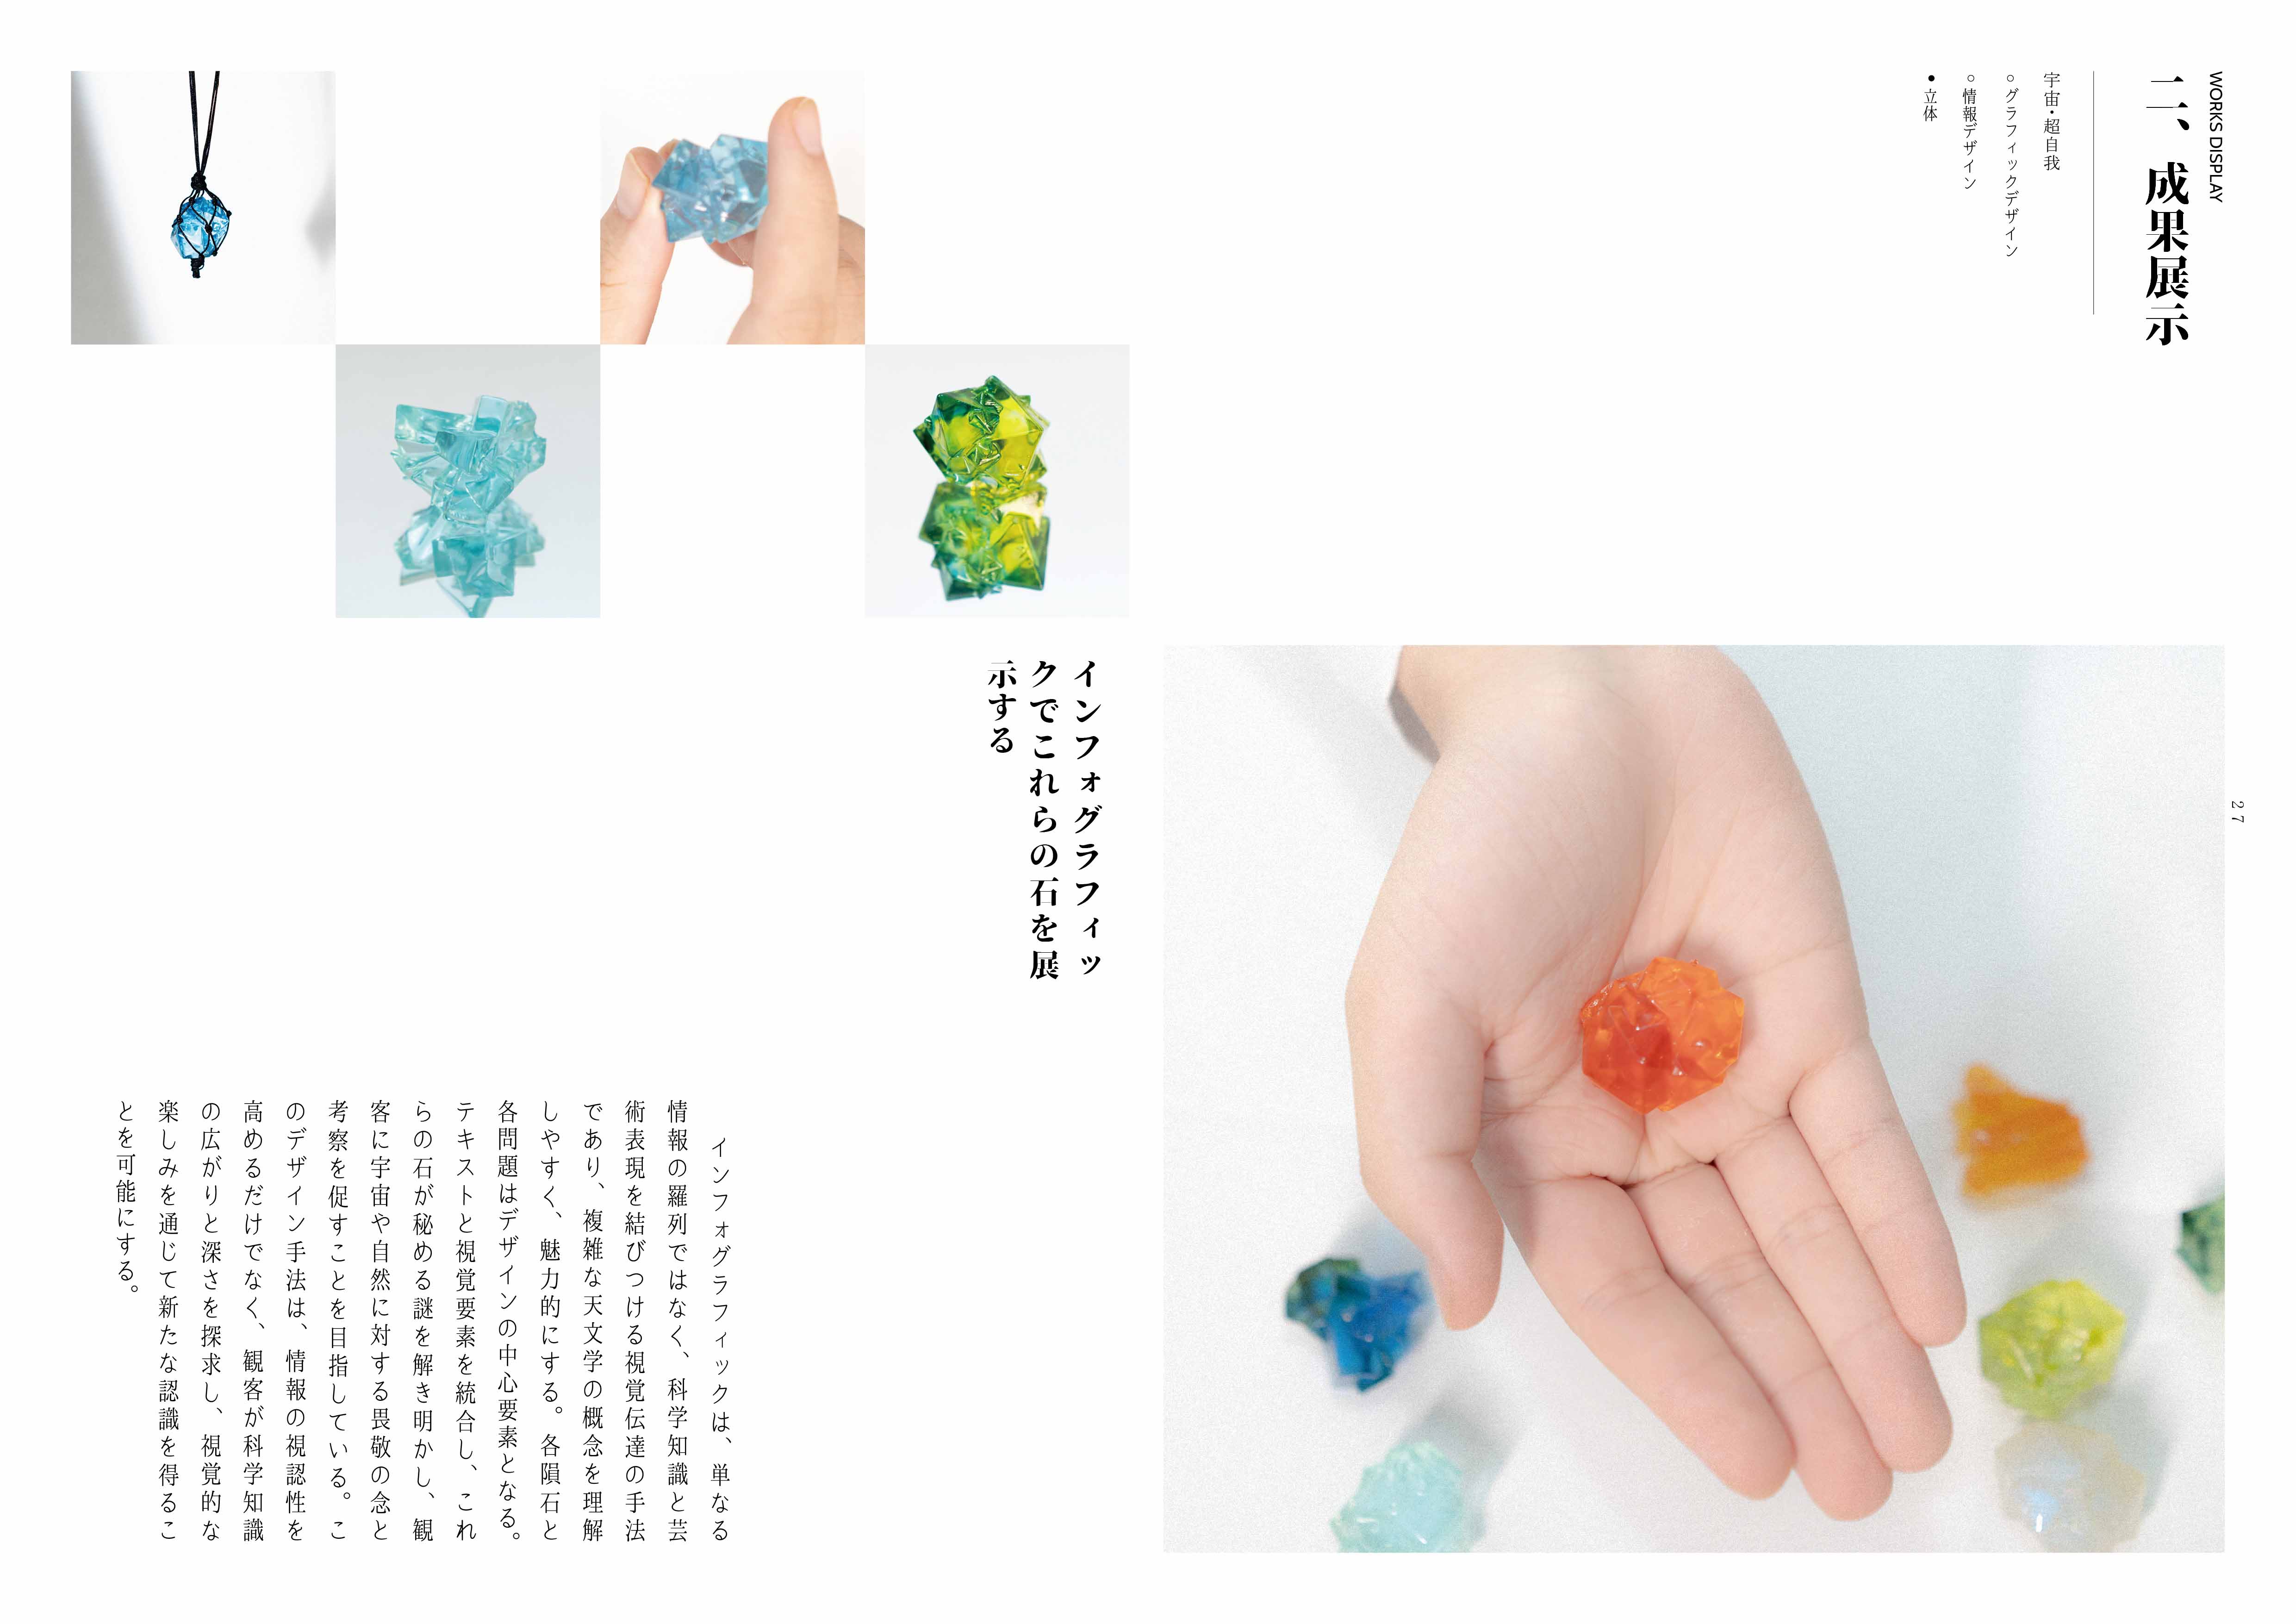 WORKS DISPLAY
二、成果展示
宇宙・超自我
○グラフィックデザイン
○情報デザイン
●立体
27
インフォグラフィッ
クでこれらの石を展
示する
インフォグラフィックは、単なる
情報の羅列ではなく、科学知識と芸
術表現を結びつける視覚伝達の手法
であり、複雑な天文学の概念を理解
しやすく、魅力的にする。各隕石と
各問題はデザインの中心要素となる。
テキストと視覚要素を統合し、これ
らの石が秘める謎を解き明かし、観
客に宇宙や自然に対する畏敬の念と
考察を促すことを目指している。こ
のデザイン手法は、情報の視認性を
高めるだけでなく、観客が科学知識
の広がりと深さを探求し、視覚的な
楽しみを通じて新たな認識を得るこ
とを可能にする。